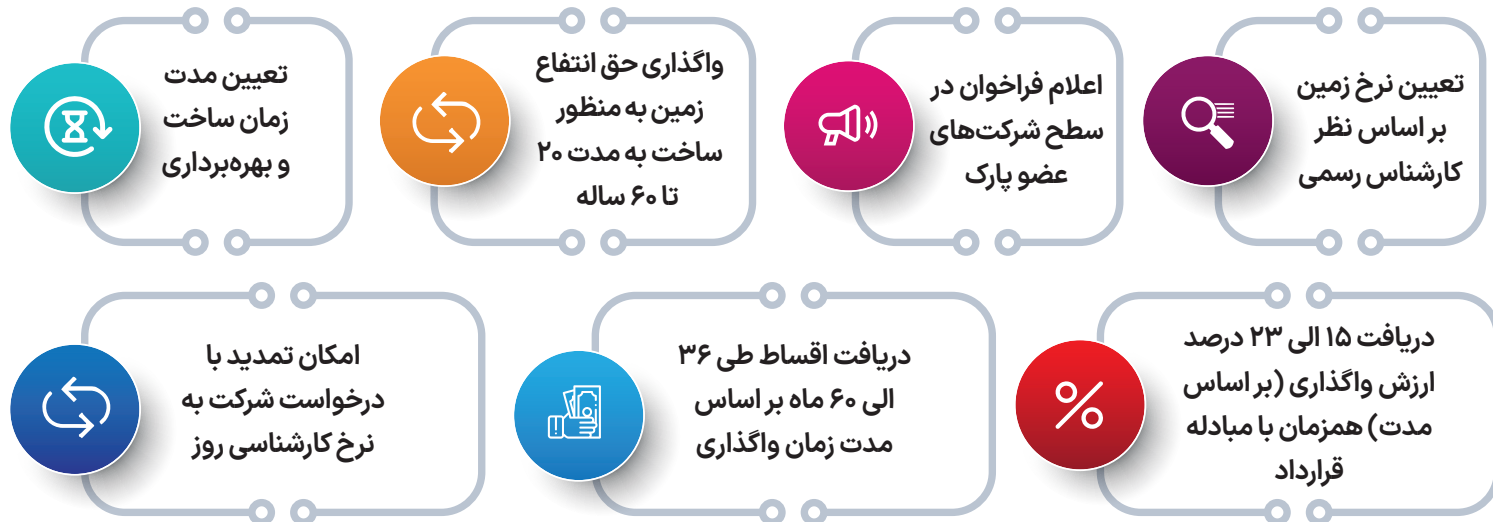 تعیین نرخ زمین
بر اساس نظر
کارشناس رسمی
اعلام فراخوان در
سطح شرکت‌های
عضو پارک
واگذاری حق انتفاع
زمین به منظور
ساخت به مدت ۲۰
تا ۶۰ ساله
تعیین مدت
زمان ساخت
و بهره‌برداری
دریافت ۱۵ الی ۲۳ درصد
ارزش واگذاری (بر اساس
مدت) همزمان با مبادله
قرارداد
دریافت اقساط طی ۳۶
الی ۶۰ ماه بر اساس
مدت زمان واگذاری
امکان تمدید با
درخواست شرکت به
نرخ کارشناسی روز